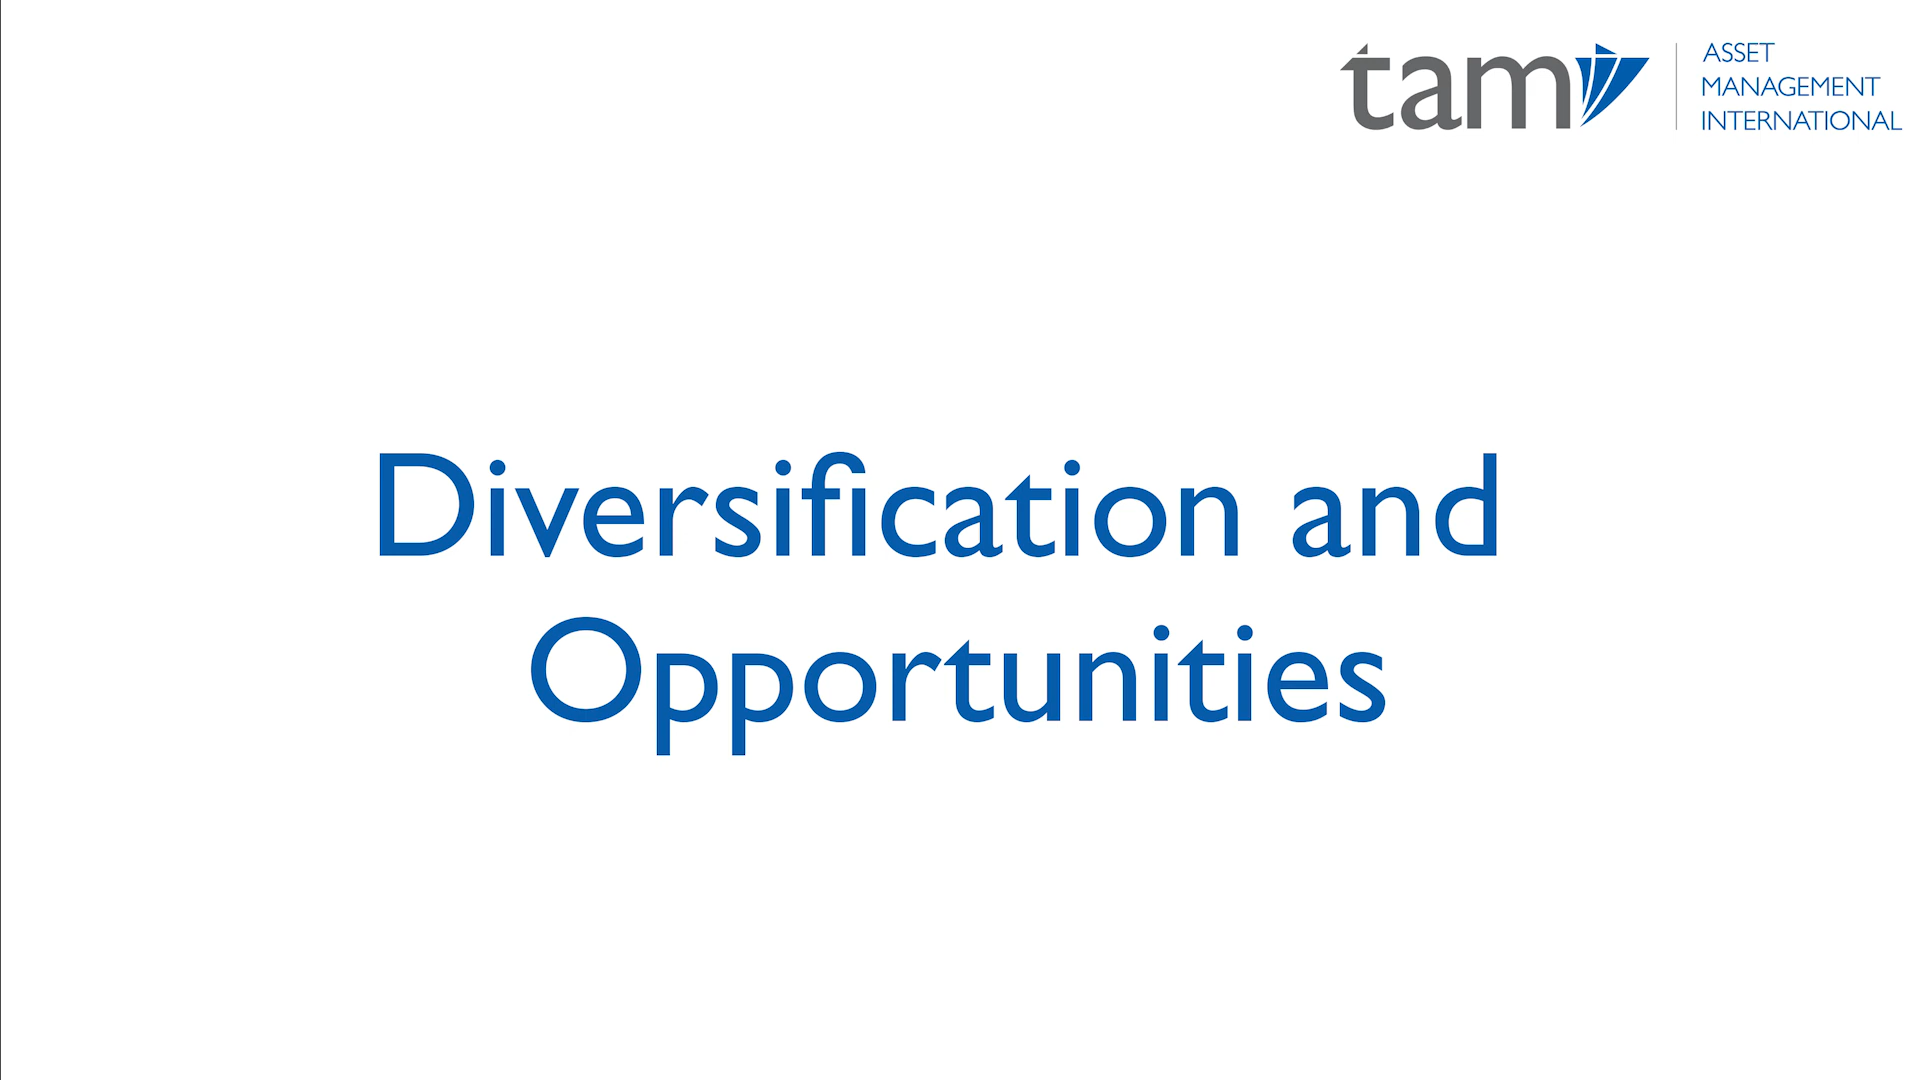 tam
ASSET
MANAGEMENT
INTERNATIONAL
Diversification and
Opportunities